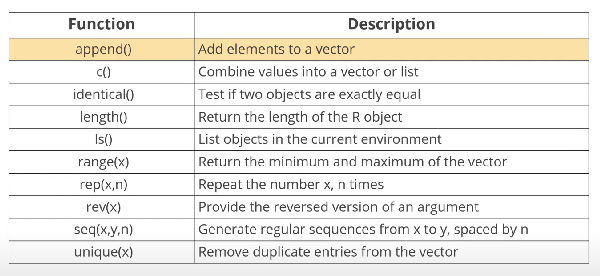 Function Description
append() Add elements to a vector
c() Combine values into a vector or list
identical() Test if two objects are exactly equal
length() Return the length of the R object
ls() List objects in the current environment
range(x) Return the minimum and maximum of the vector
rep(x,n) Repeat the number x, n times
rev(x) Provide the reversed version of an argument
seq(x,y,n) Generate regular sequences from x to y, spaced by n
unique(x) Remove duplicate entries from the vector